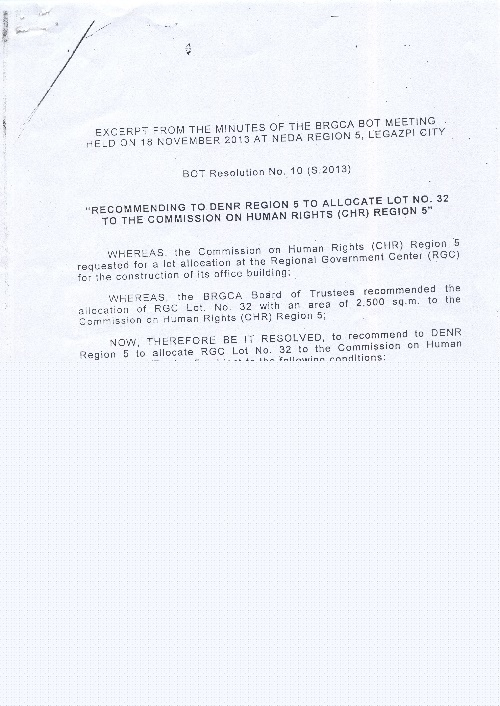 EXCERPT FROM THE MINUTES OF THE BRGCA BOT MEETING
HELD ON 18 NOVEMBER 2013 AT NEDA REGION 5, LEGAZPI CITY
BOT Resolution No. 10 (S.2013)
"RECOMMENDING TO DENR REGION 5 TO ALLOCATE LOT NO. 32
TO THE COMMISSION ON HUMAN RIGHTS (CHR) REGION 5"
WHEREAS, the Commission on Human Rights (CHR) Region 5
requested for a lot allocation at the Regional Government Center (RGC)
for the construction of its office building;
WHEREAS, the BRGCA Board of Trustees recommended the
allocation of RGC Lot. No. 32 with an area of 2,500 sq.m. to the
Commission on Human Rights (CHR) Region 5;
NOW, THEREFORE BE IT RESOLVED, to recommend to DENR
Region 5 to allocate RGC Lot No. 32 to the Commission on Human
to the following conditions: